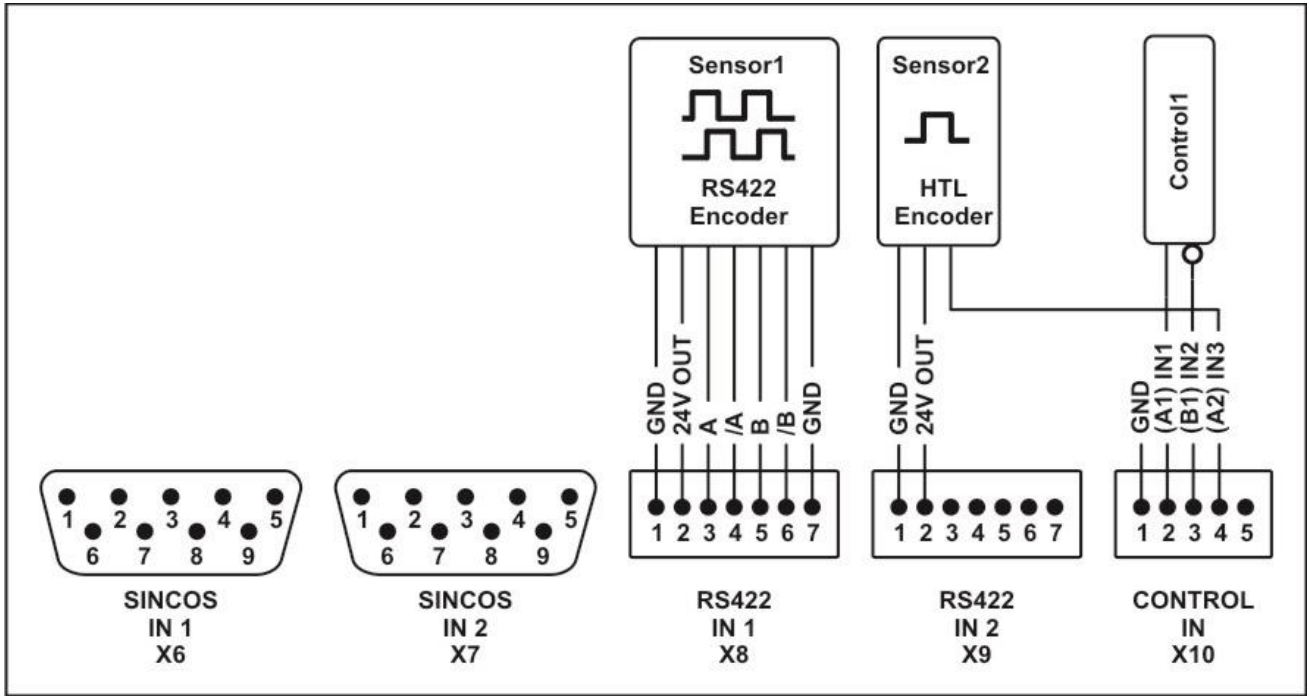 Sensor1
RS422
Encoder
Sensor2
HTL
Encoder
Control1
GND
24V OUT
A
/A
B
/B
GND
GND
24V OUT
GND
(A1) IN1
(B1) IN2
(A2) IN3
1 2 3 4 5
6 7 8 9
1 2 3 4 5
6 7 8 9
1 2 3 4 5 6 7
1 2 3 4 5 6 7
1 2 3 4 5
SINCOS
IN 1
X6
SINCOS
IN 2
X7
RS422
IN 1
X8
RS422
IN 2
X9
CONTROL
IN
X10